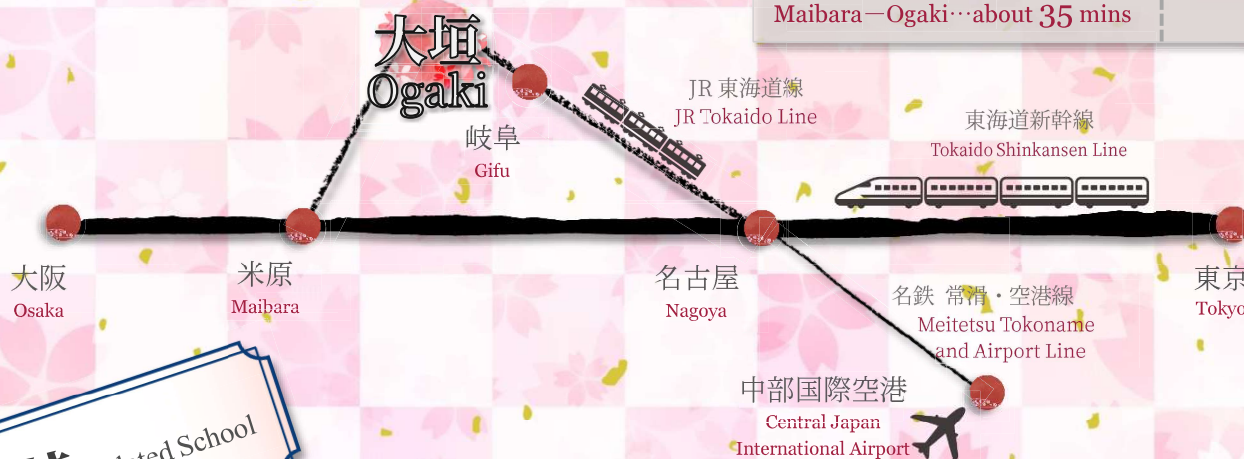 Maibara—Ogaki…about 35 mins
大垣
Ogaki
JR 東海道線
JR Tokaido Line
岐阜
Gifu
東海道新幹線
Tokaido Shinkansen Line
大阪
Osaka
米原
Maibara
名古屋
Nagoya
東京
Tokyo
名鉄 常滑・空港線
Meitetsu Tokoname
and Airport Line
中部国際空港
Central Japan
International Airport
School